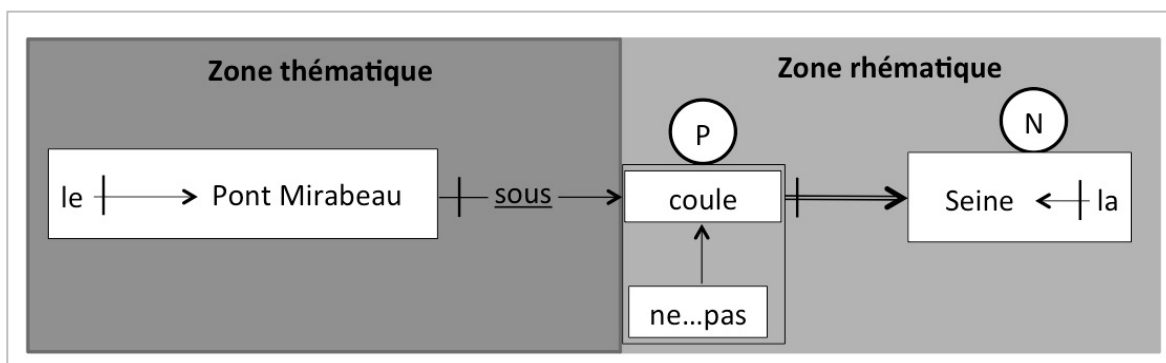 Zone thématique
Zone rhématique
P
N
le
Pont Mirabeau
sous
coule
Seine
la
ne...pas